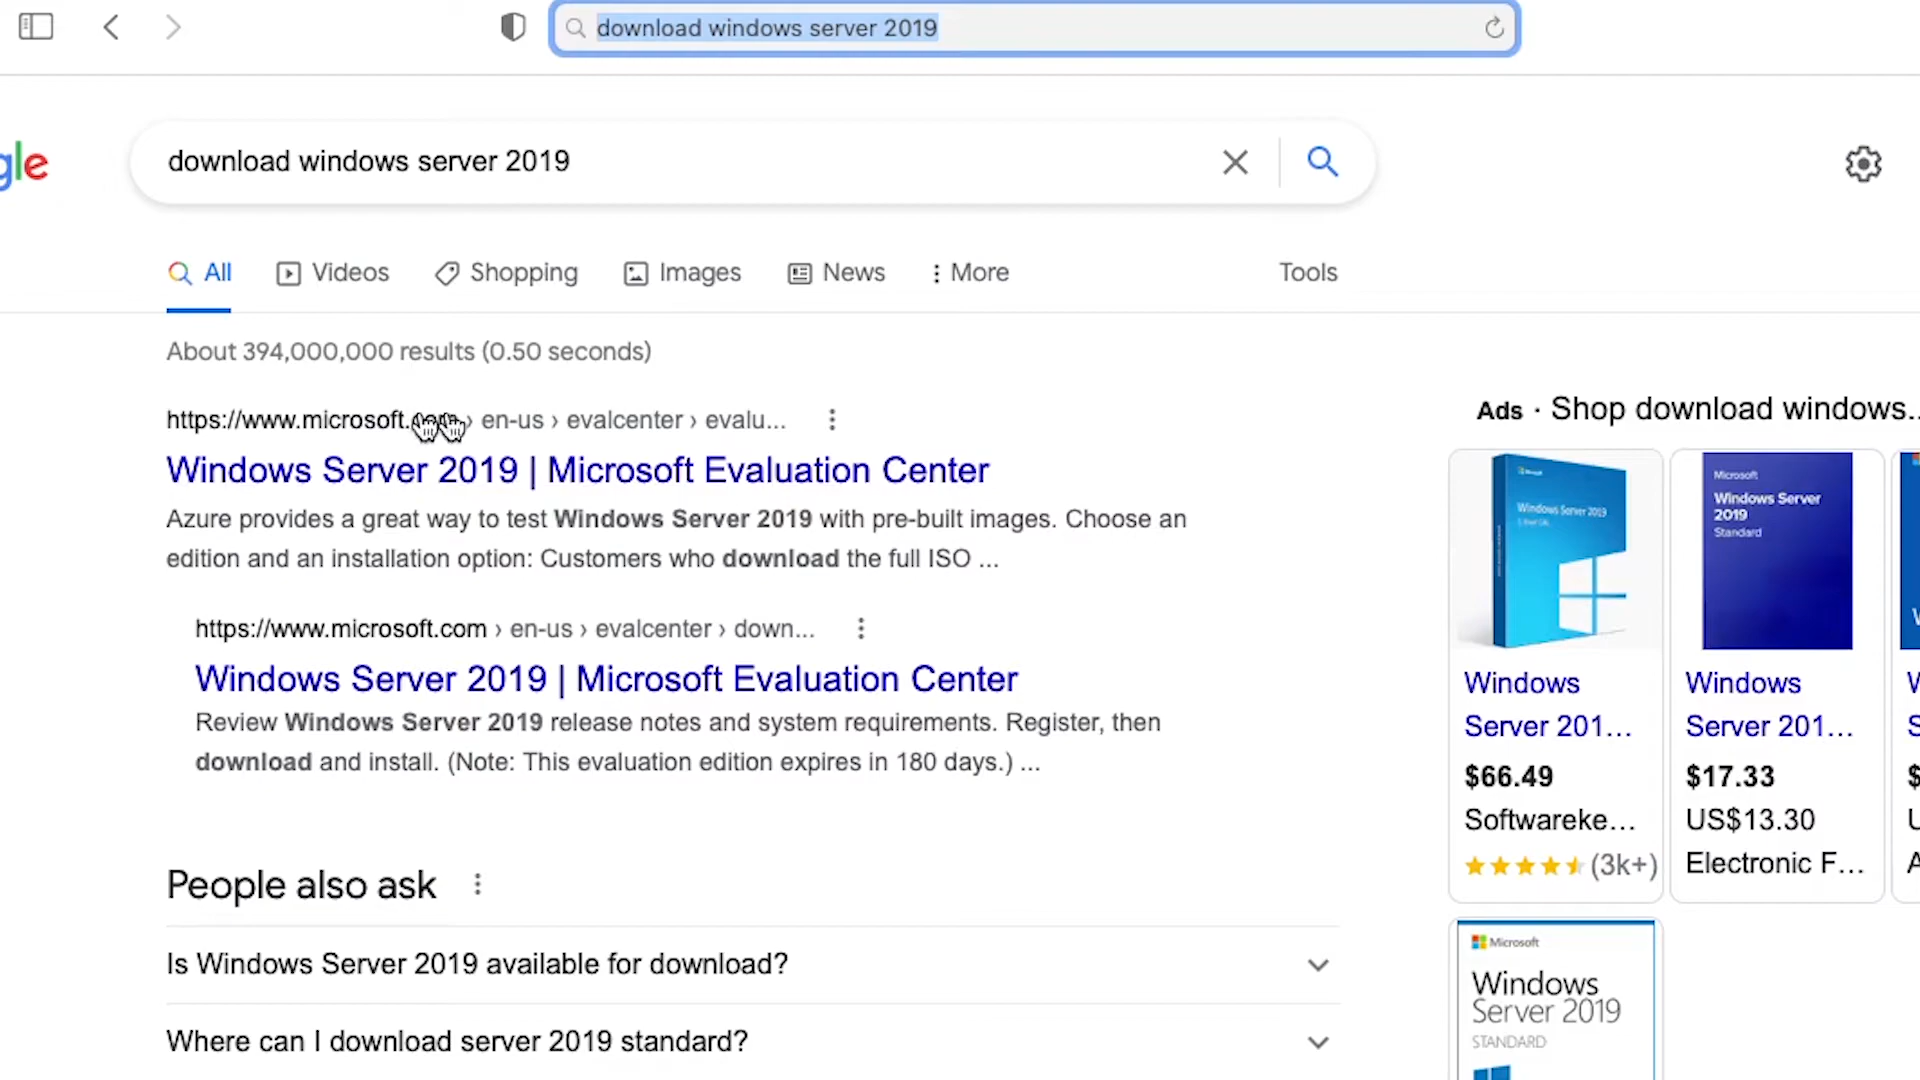 download windows server 2019
gle
download windows server 2019
All
Videos
Shopping
Images
News
More
Tools
About 394,000,000 results (0.50 seconds)
https://www.microsoft.com › en-us › evalcenter › evalu...
Windows Server 2019 | Microsoft Evaluation Center
Azure provides a great way to test Windows Server 2019 with pre-built images. Choose an
edition and an installation option: Customers who download the full ISO ...
https://www.microsoft.com › en-us › evalcenter › down...
Windows Server 2019 | Microsoft Evaluation Center
Review Windows Server 2019 release notes and system requirements. Register, then
download and install. (Note: This evaluation edition expires in 180 days.) ...
People also ask
Is Windows Server 2019 available for download?
Where can I download server 2019 standard?
Ads · Shop download windows...
Microsoft
Windows Server 2019
Windows
Server 201...
$66.49
Softwareke...
(3k+)
Microsoft
Windows Server
2019
Standard
Windows
Server 201...
$17.33
US$13.30
Electronic F...
Microsoft
Windows
Server 2019
STANDARD